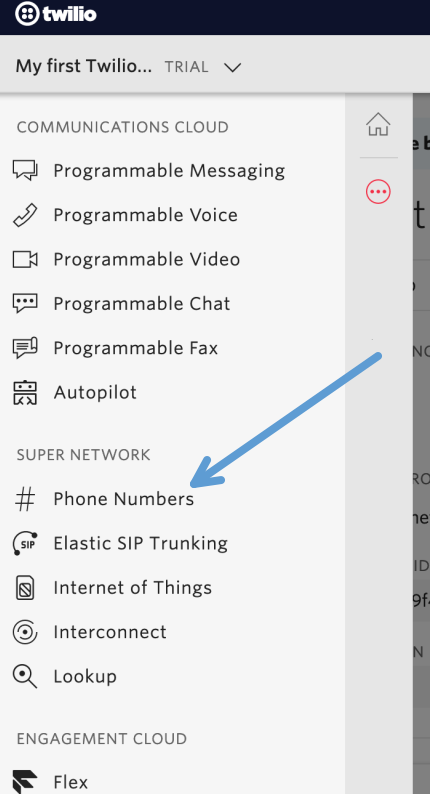 twilio
My first Twilio... TRIAL
COMMUNICATIONS CLOUD
Programmable Messaging
Programmable Voice
Programmable Video
Programmable Chat
Programmable Fax
Autopilot
SUPER NETWORK
# Phone Numbers
SIP Elastic SIP Trunking
Internet of Things
Interconnect
Lookup
ENGAGEMENT CLOUD
Flex